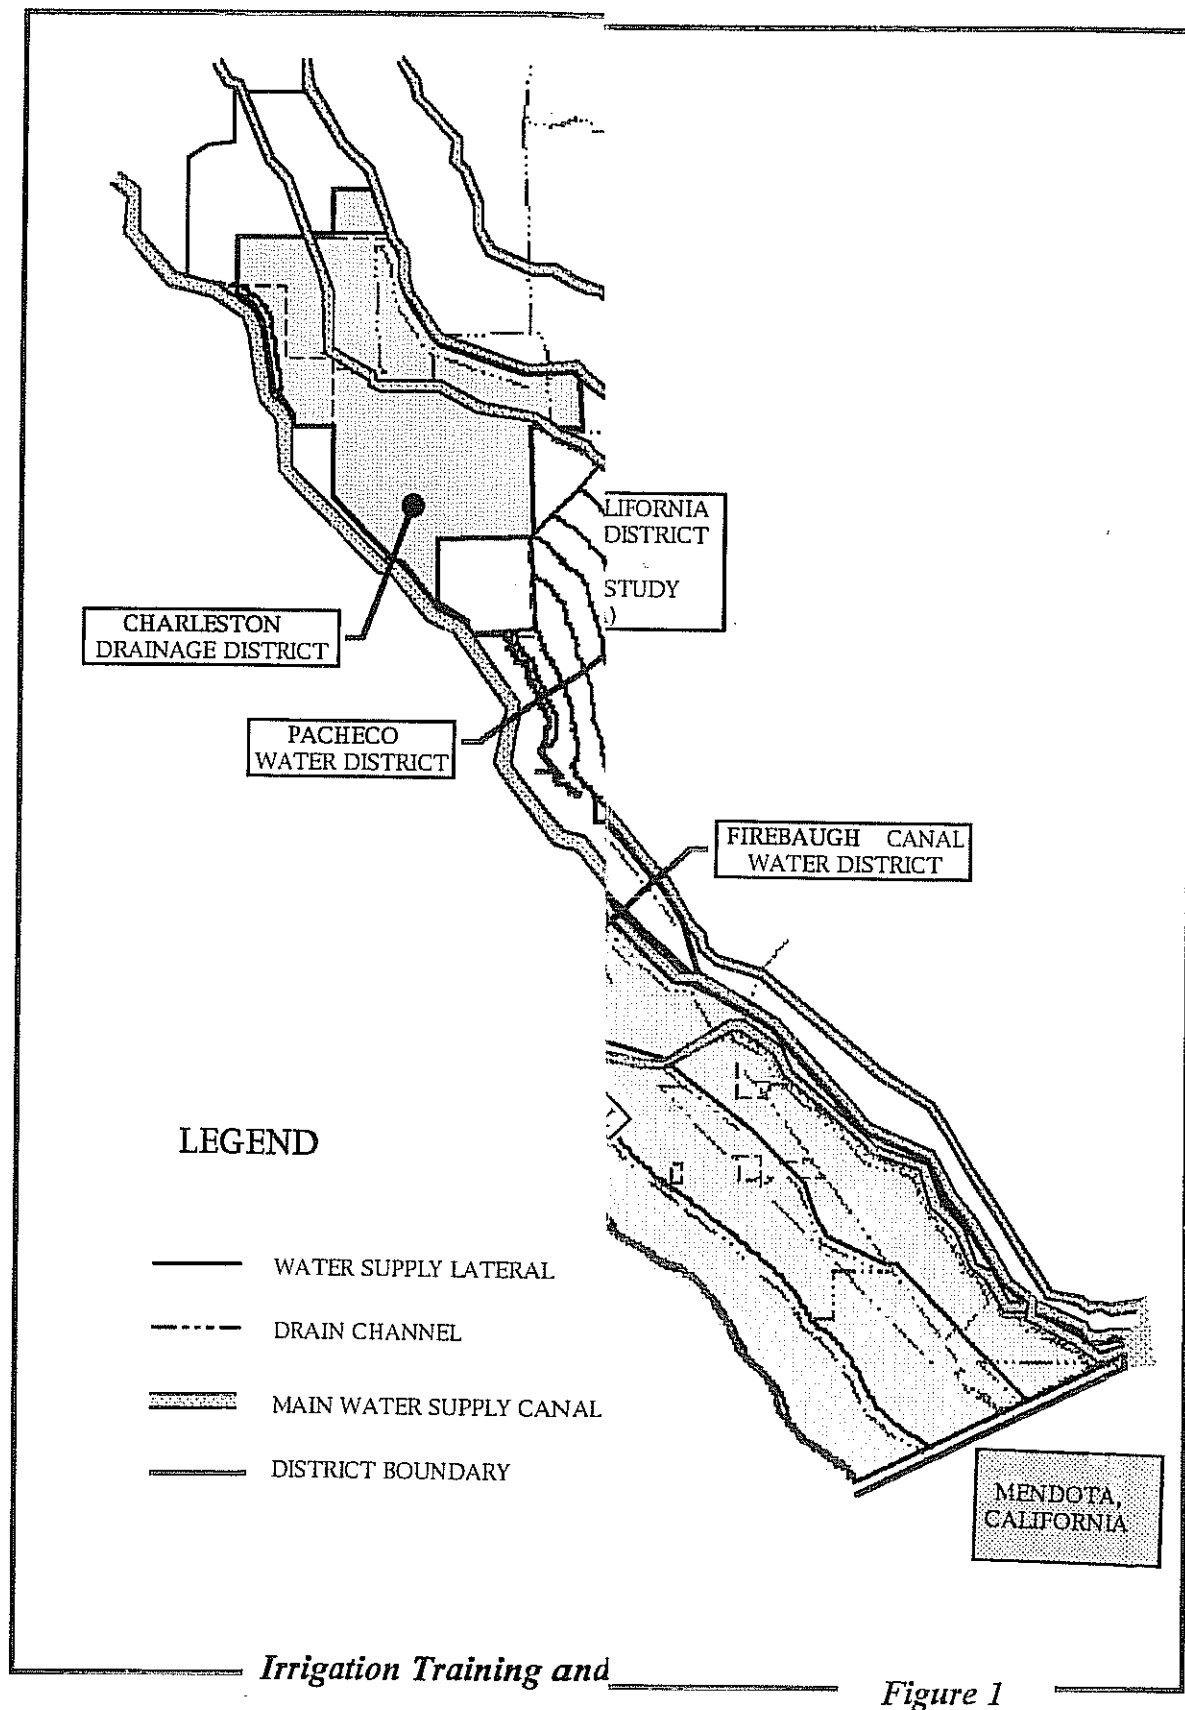 LIFORNIA
DISTRICT
STUDY
)
CHARLESTON
DRAINAGE DISTRICT
PACHECO
WATER DISTRICT
FIREBAUGH CANAL
WATER DISTRICT
LEGEND
WATER SUPPLY LATERAL
DRAIN CHANNEL
MAIN WATER SUPPLY CANAL
DISTRICT BOUNDARY
MENDOTA,
CALIFORNIA
Irrigation Training and
Figure 1